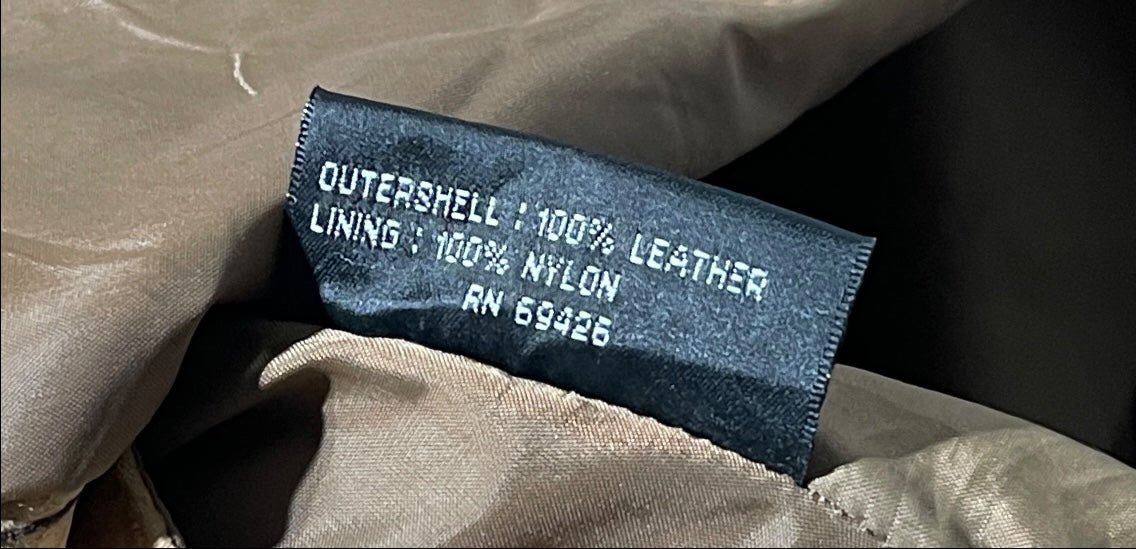 OUTERSHELL : 100% LEATHER
LINING : 100% NYLON
RN 69426